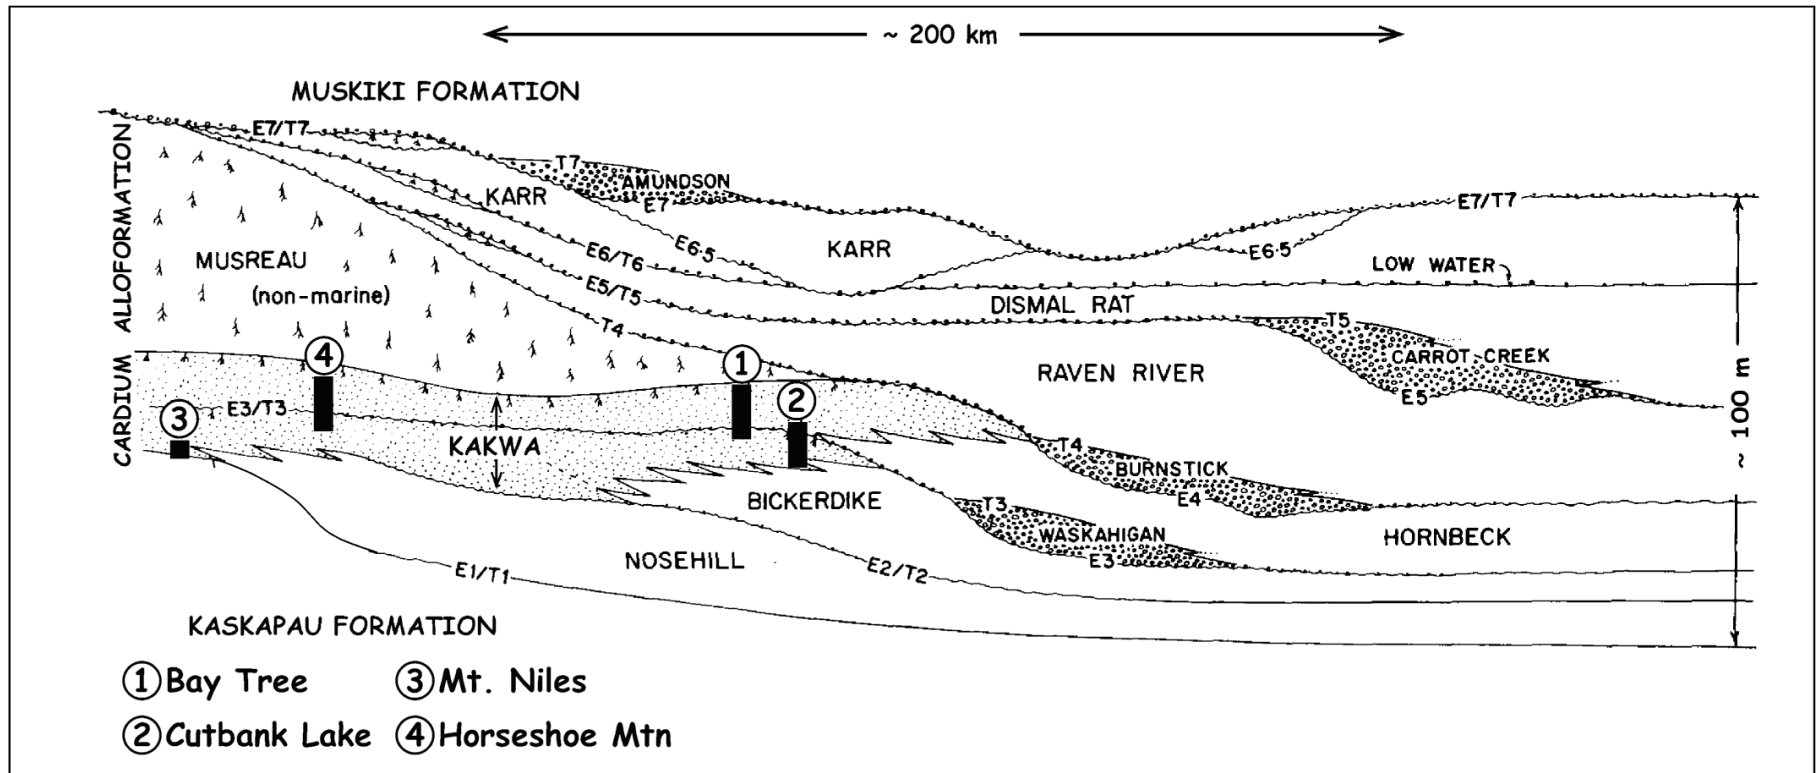 ~ 200 km
MUSKIKI FORMATION
CARDIUM ALLOFORMATION
E7/T7
T7
AMUNDSON
E7
KARR
E7/T7
E6·5
KARR
E6·5
E6/T6
LOW WATER
MUSREAU
(non-marine)
E5/T5
DISMAL RAT
T4
T5
CARROT CREEK
E5
RAVEN RIVER
4
1
2
3
E3/T3
KAKWA
T4
BURNSTICK
E4
BICKERDIKE
T3
WASKAHIGAN
E3
HORNBECK
NOSEHILL
E1/T1
E2/T2
~ 100 m
KASKAPAU FORMATION
1 Bay Tree
3 Mt. Niles
2 Cutbank Lake
4 Horseshoe Mtn